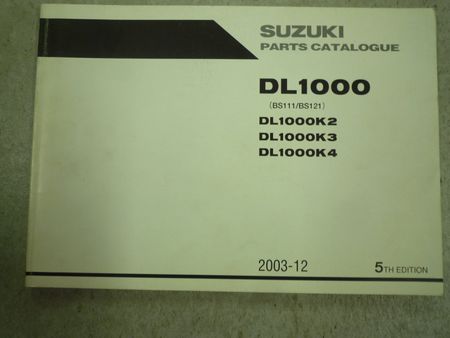 SUZUKI
PARTS CATALOGUE
DL1000
(BS111/BS121)
DL1000K2
DL1000K3
DL1000K4
2003-12
5TH EDITION